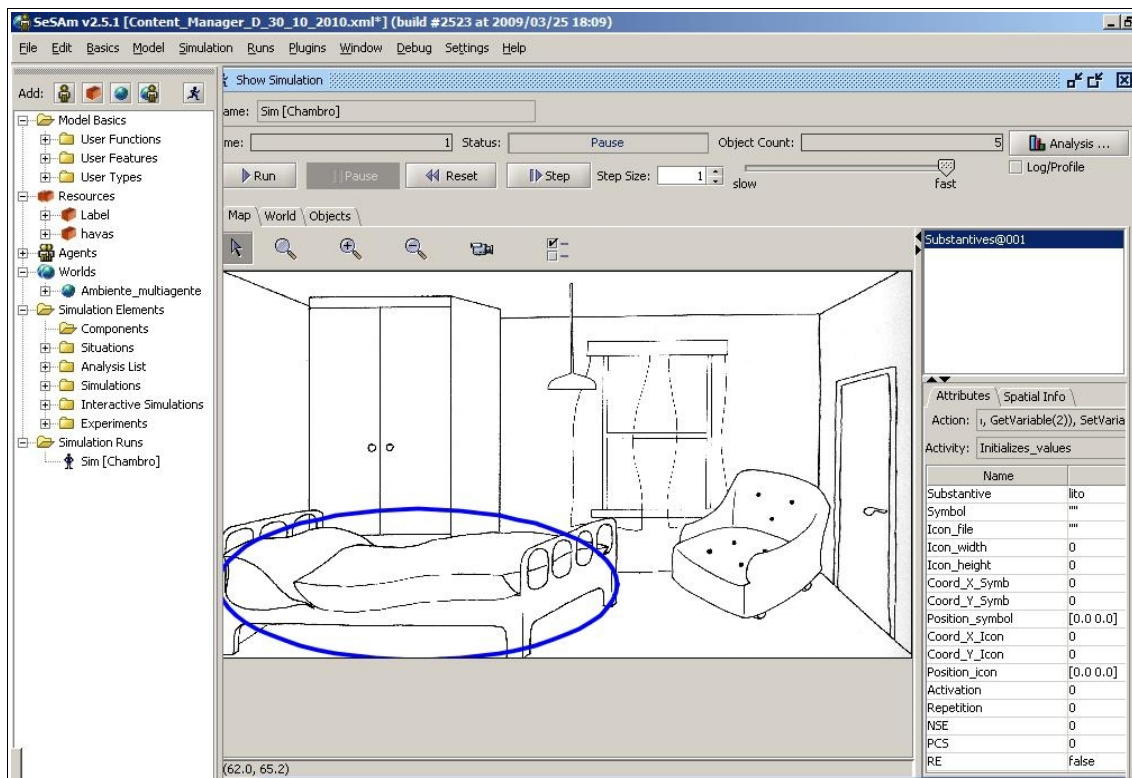 SeSAm v2.5.1 [Content_Manager_D_30_10_2010.xml*] (build #2523 at 2009/03/25 18:09)
File Edit Basics Model Simulation Runs Plugins Window Debug Settings Help
Add:
Model Basics
User Functions
User Features
User Types
Resources
Label
havas
Agents
Worlds
Ambiente_multiagente
Simulation Elements
Components
Situations
Analysis List
Simulations
Interactive Simulations
Experiments
Simulation Runs
Sim [Chambro]
Show Simulation
ame: Sim [Chambro]
me: 1 Status: Pause Object Count: 5 Analysis ...
Run Pause Reset Step Step Size: 1 slow fast Log/Profile
Map World Objects
(62.0, 65.2)
Substantives@001
Attributes Spatial Info
Action: ı, GetVariable(2)), SetVaria
Activity: Initializes_values
Name
Substantive lito
Symbol ""
Icon_file ""
Icon_width 0
Icon_height 0
Coord_X_Symb 0
Coord_Y_Symb 0
Position_symbol [0.0 0.0]
Coord_X_Icon 0
Coord_Y_Icon 0
Position_icon [0.0 0.0]
Activation 0
Repetition 0
NSE 0
PCS 0
RE false